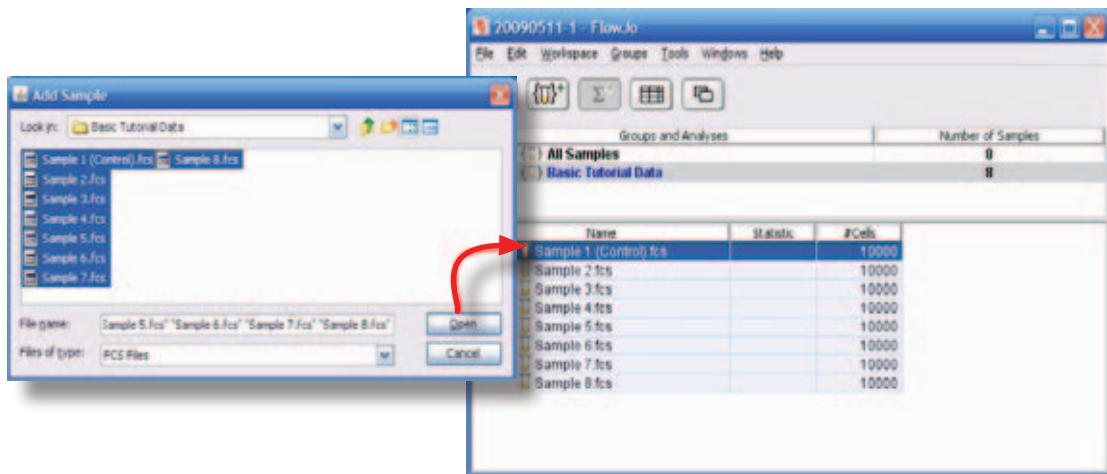 Add Sample
Look in: Basic Tutorial Data
Sample 1 (Control).fcs Sample 8.fcs
Sample 2.fcs
Sample 3.fcs
Sample 4.fcs
Sample 5.fcs
Sample 6.fcs
Sample 7.fcs
File name: Sample 5.fcs" "Sample 6.fcs" "Sample 7.fcs" "Sample 8.fcs" Open
Files of type: FCS Files Cancel
20090511-1 - FlowJo
File Edit Workspace Groups Tools Windows Help
Groups and Analyses Number of Samples
All Samples 8
Basic Tutorial Data 8
Name Statistic #Cells
Sample 1 (Control).fcs 10000
Sample 2.fcs 10000
Sample 3.fcs 10000
Sample 4.fcs 10000
Sample 5.fcs 10000
Sample 6.fcs 10000
Sample 7.fcs 10000
Sample 8.fcs 10000